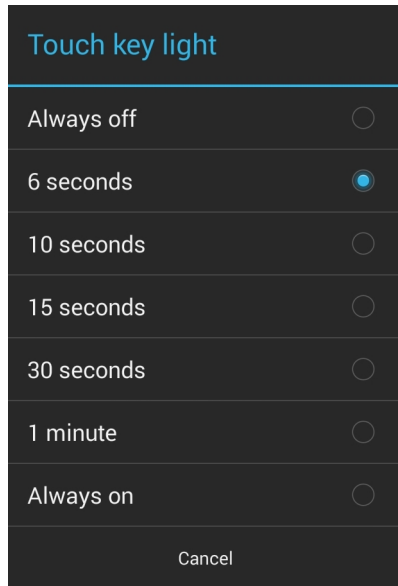 Touch key light
Always off
6 seconds
10 seconds
15 seconds
30 seconds
1 minute
Always on
Cancel